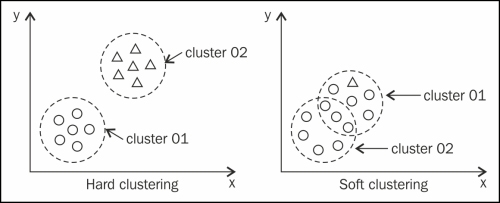 y
cluster 02
cluster 01
x
Hard clustering
y
cluster 01
cluster 02
x
Soft clustering